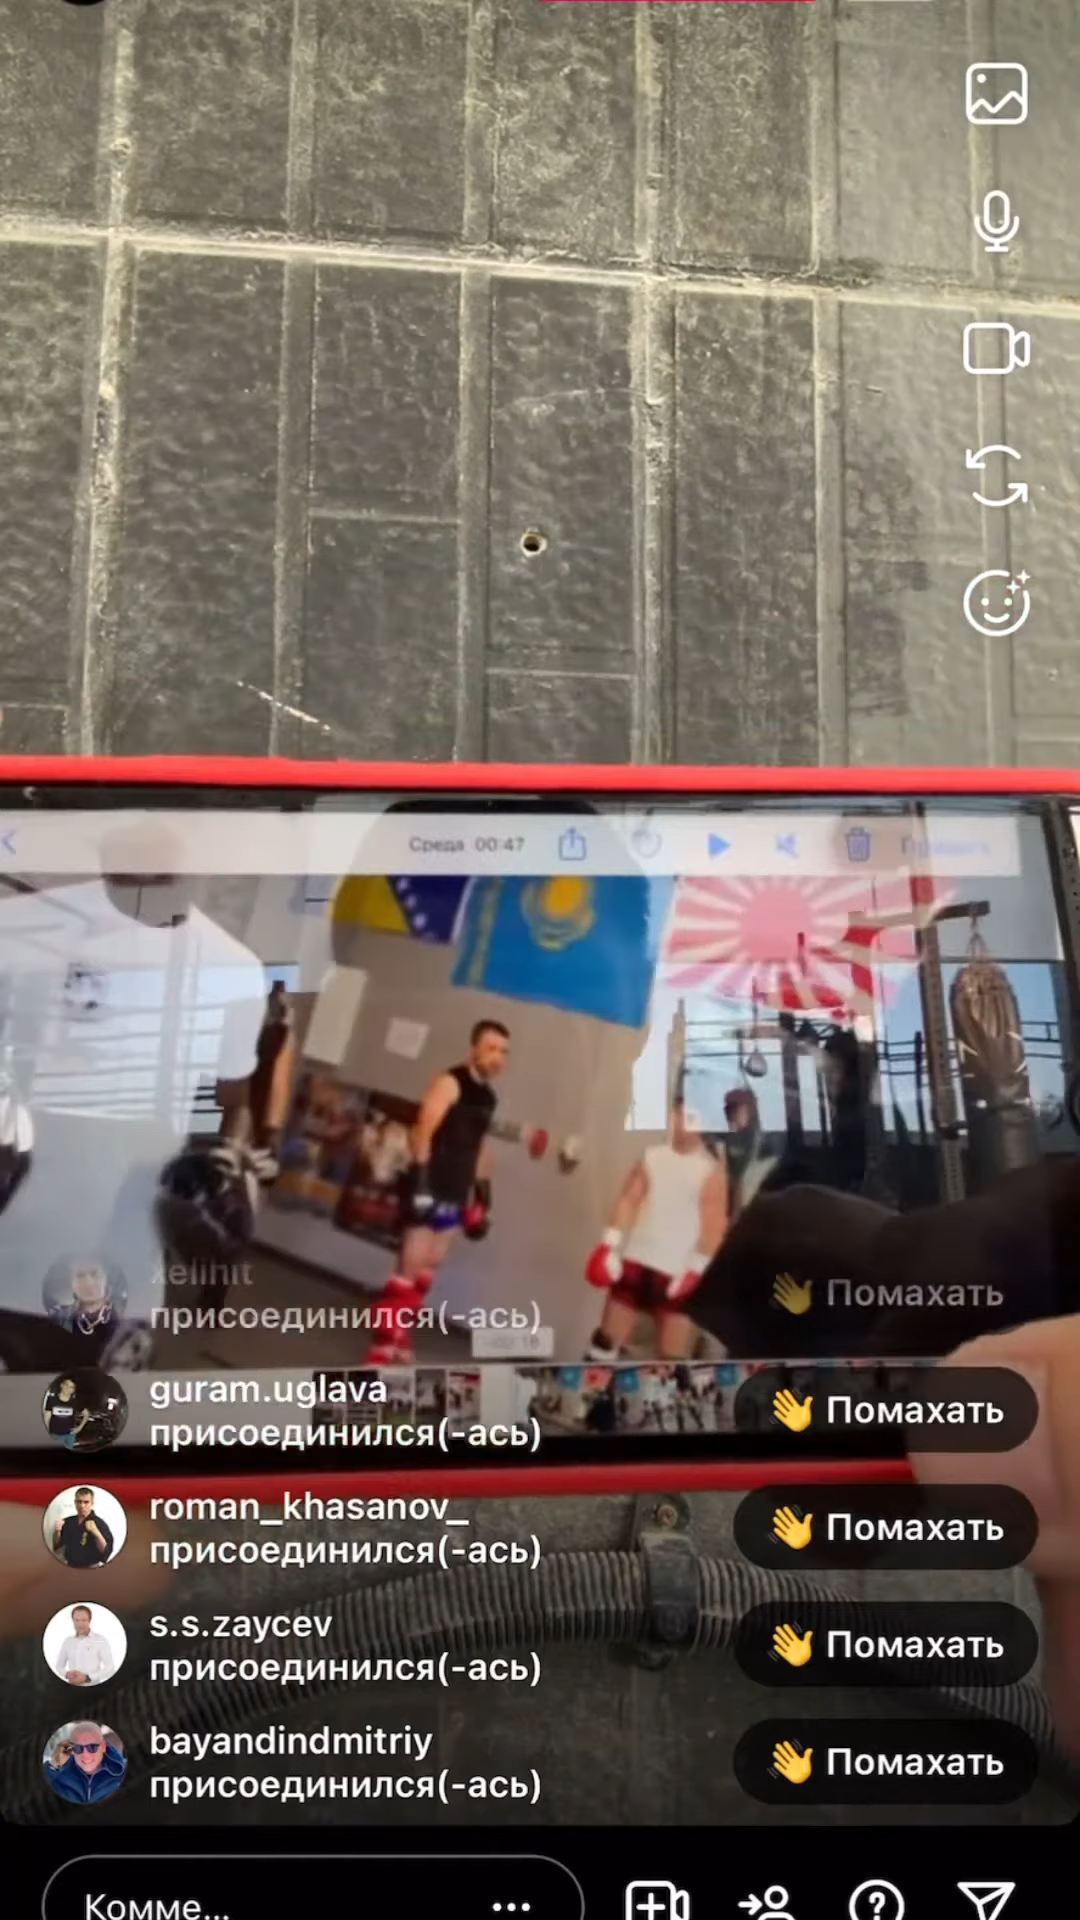 Среда 00:47
xelinit
присоединился(-ась)
👋 Помахать
guram.uglava
присоединился(-ась)
👋 Помахать
roman_khasanov_
присоединился(-ась)
👋 Помахать
s.s.zaycev
присоединился(-ась)
👋 Помахать
bayandindmitriy
присоединился(-ась)
👋 Помахать
Комме...